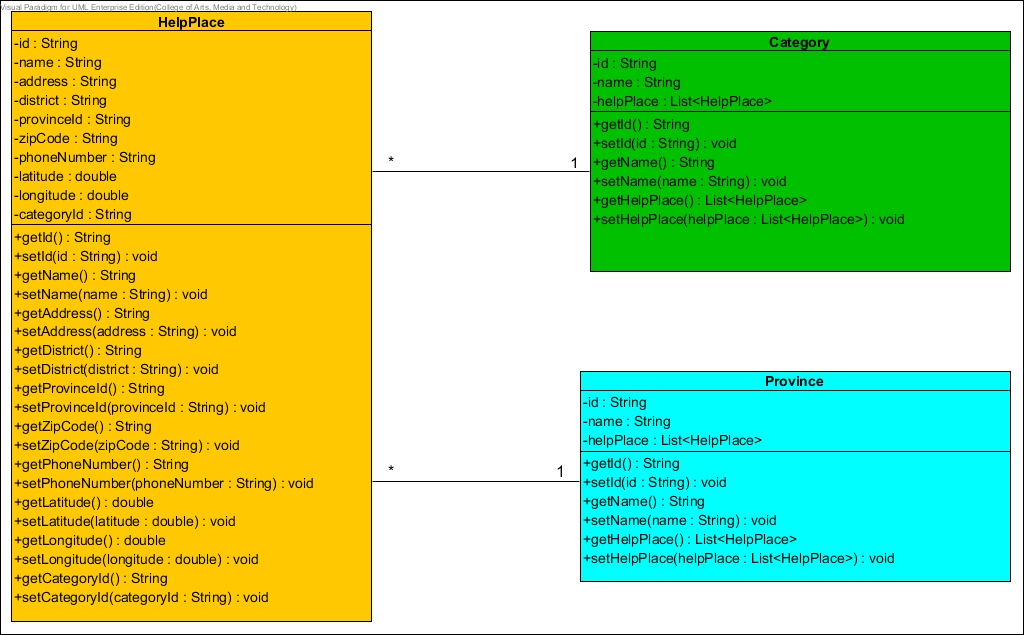 Visual Paradigm for UML Enterprise Edition(College of Arts, Media and Technology)
HelpPlace
-id : String
-name : String
-address : String
-district : String
-provinceId : String
-zipCode : String
-phoneNumber : String
-latitude : double
-longitude : double
-categoryId : String
+getId() : String
+setId(id : String) : void
+getName() : String
+setName(name : String) : void
+getAddress() : String
+setAddress(address : String) : void
+getDistrict() : String
+setDistrict(district : String) : void
+getProvinceId() : String
+setProvinceId(provinceId : String) : void
+getZipCode() : String
+setZipCode(zipCode : String) : void
+getPhoneNumber() : String
+setPhoneNumber(phoneNumber : String) : void
+getLatitude() : double
+setLatitude(latitude : double) : void
+getLongitude() : double
+setLongitude(longitude : double) : void
+getCategoryId() : String
+setCategoryId(categoryId : String) : void
* 1
Category
-id : String
-name : String
-helpPlace : List<HelpPlace>
+getId() : String
+setId(id : String) : void
+getName() : String
+setName(name : String) : void
+getHelpPlace() : List<HelpPlace>
+setHelpPlace(helpPlace : List<HelpPlace>) : void
* 1
Province
-id : String
-name : String
-helpPlace : List<HelpPlace>
+getId() : String
+setId(id : String) : void
+getName() : String
+setName(name : String) : void
+getHelpPlace() : List<HelpPlace>
+setHelpPlace(helpPlace : List<HelpPlace>) : void